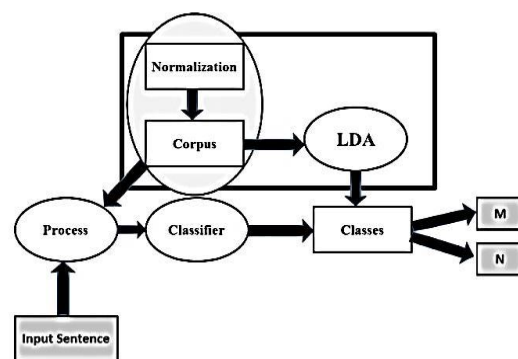 Normalization
Corpus
LDA
Process
Classifier
Classes
M
N
Input Sentence